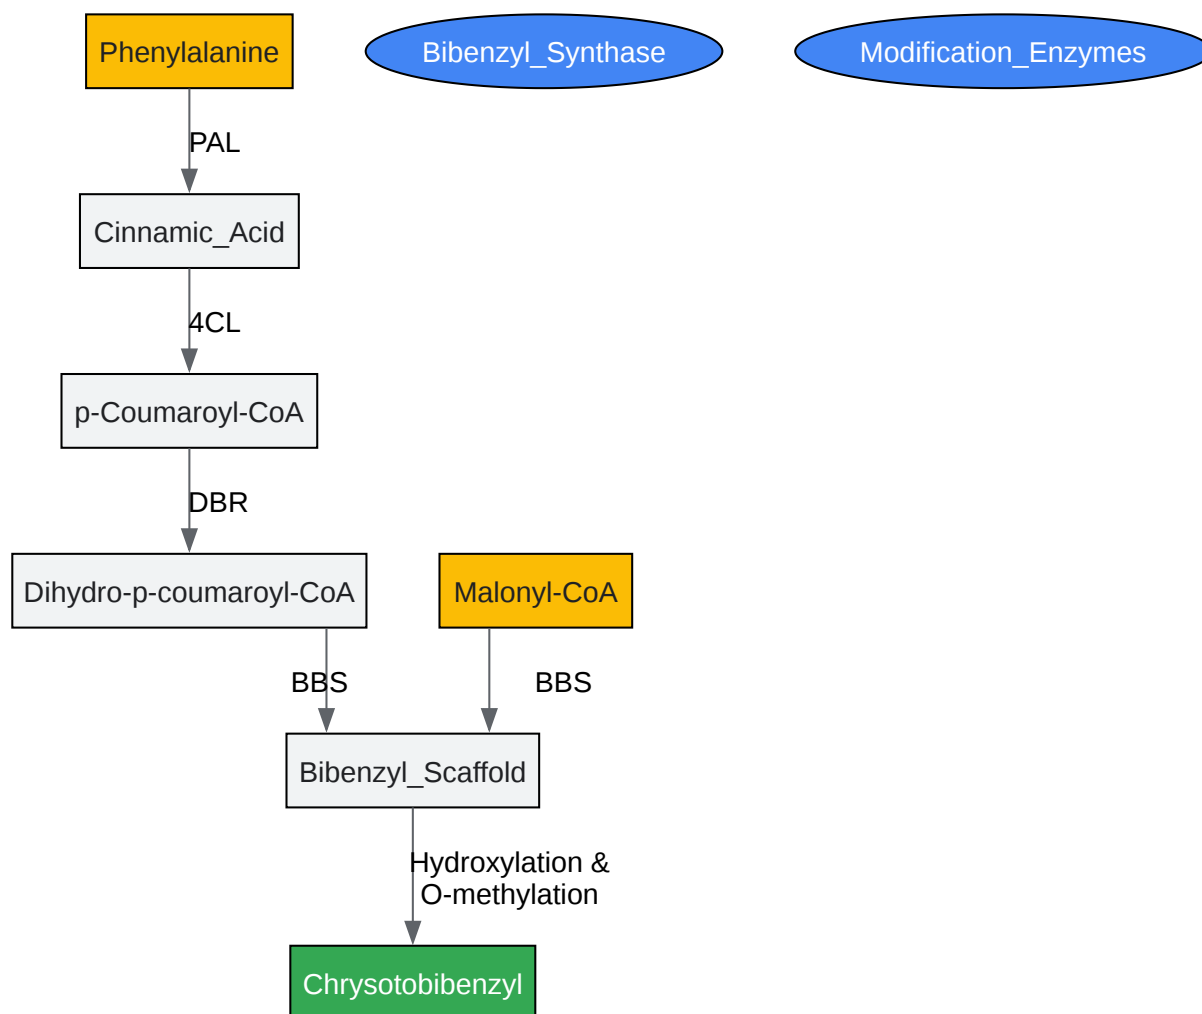 Phenylalanine
Bibenzyl_Synthase
Modification_Enzymes
PAL
Cinnamic_Acid
4CL
p-Coumaroyl-CoA
DBR
Dihydro-p-coumaroyl-CoA
Malonyl-CoA
BBS
BBS
Bibenzyl_Scaffold
Hydroxylation &
O-methylation
Chrysotobibenzyl